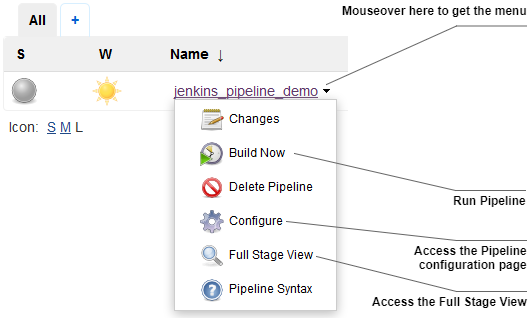 Mouseover here to get the menu
All +
S W Name ↓
jenkins_pipeline_demo
Icon: S M L
Changes
Build Now
Delete Pipeline
Run Pipeline
Configure
Access the Pipeline
configuration page
Full Stage View
Pipeline Syntax
Access the Full Stage View